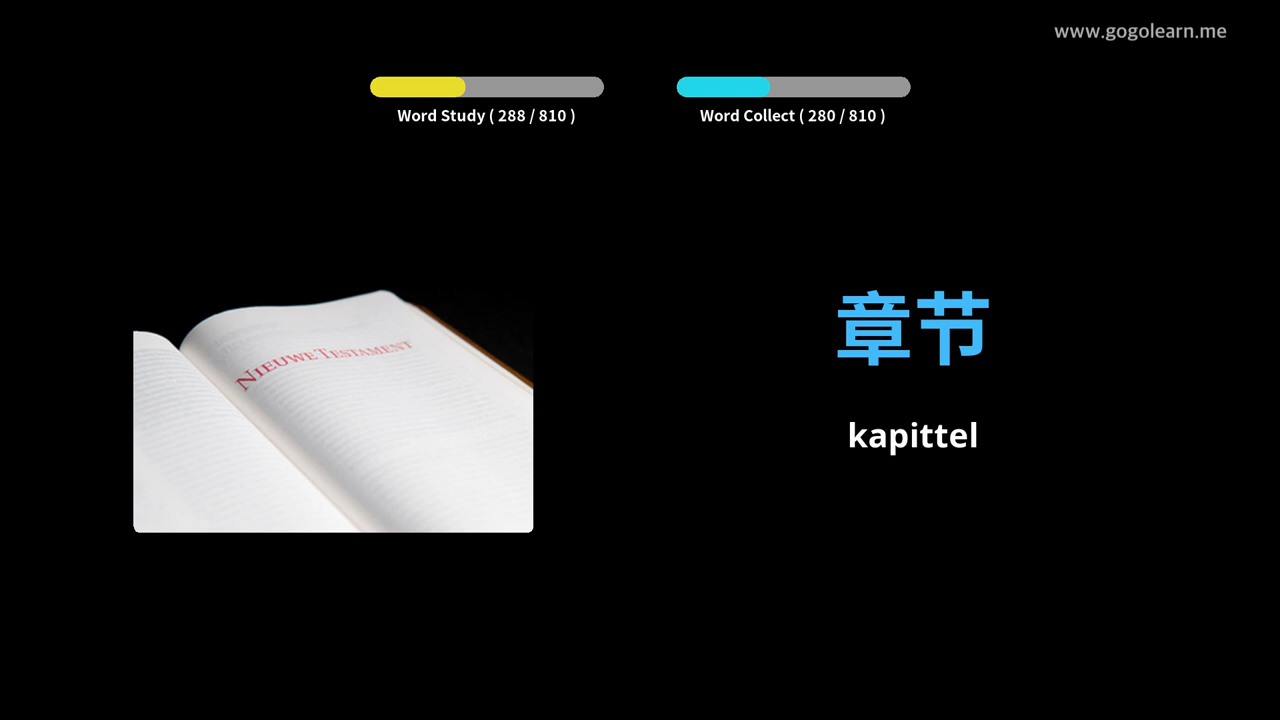 www.gogolearn.me
Word Study ( 288 / 810 )
Word Collect ( 280 / 810 )
NIEUWE TESTAMENT
章节
kapittel